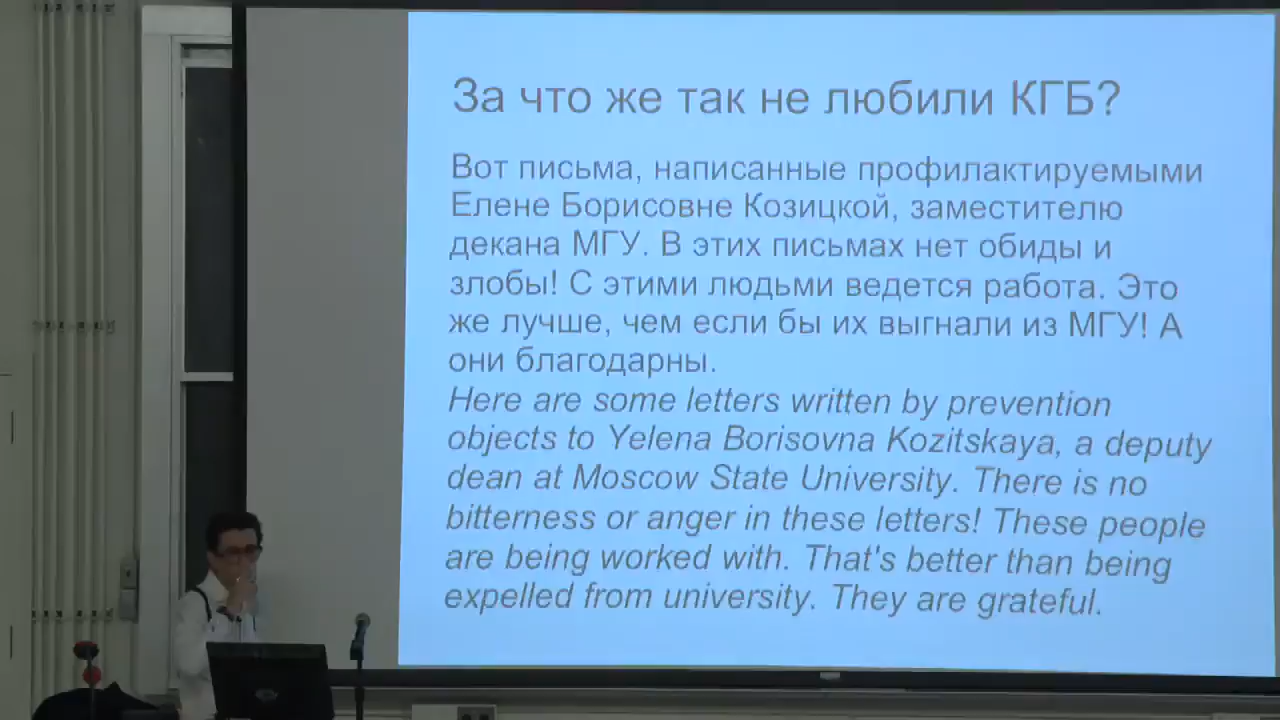 За что же так не любили КГБ?
Вот письма, написанные профилактируемыми
Елене Борисовне Козицкой, заместителю
декана МГУ. В этих письмах нет обиды и
злобы! С этими людьми ведется работа. Это
же лучше, чем если бы их выгнали из МГУ! А
они благодарны.
Here are some letters written by prevention
objects to Yelena Borisovna Kozitskaya, a deputy
dean at Moscow State University. There is no
bitterness or anger in these letters! These people
are being worked with. That's better than being
expelled from university. They are grateful.